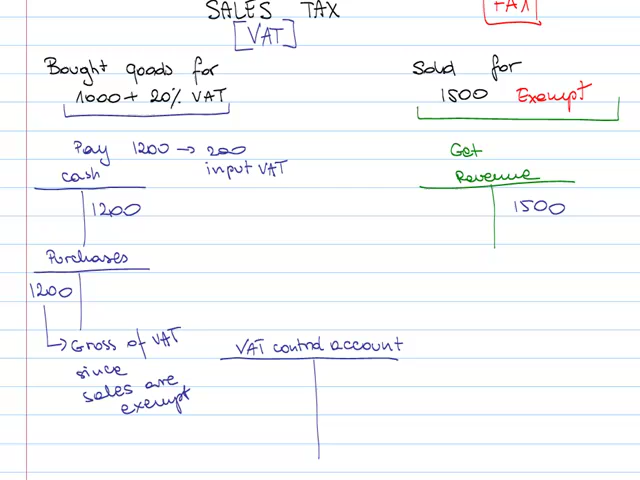 SALES TAX
[VAT]
TAX
Bought goods for
1000 + 20% VAT
Sold for
1500 Exempt
Pay 1200 → 200
input VAT
Cash
1200
Get
Revenue
1500
Purchases
1200
→ Gross of VAT
since
sales are
exempt
VAT control account